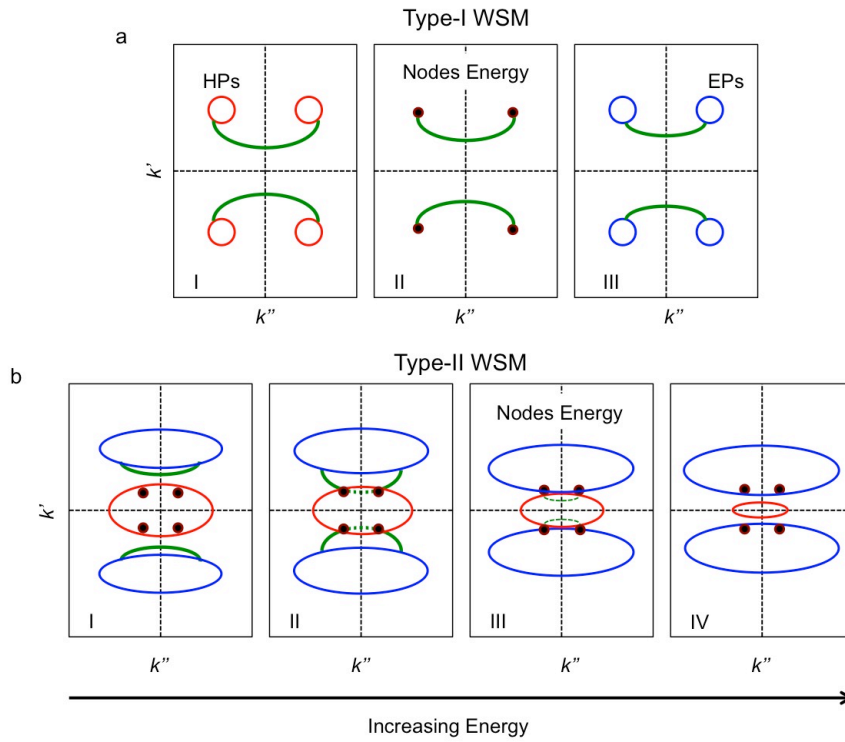 Type-I WSM
a
HPs
Nodes Energy
EPs
k'
I
II
III
k''
k''
k''
Type-II WSM
b
Nodes Energy
k'
I
II
III
IV
k''
k''
k''
k''
Increasing Energy